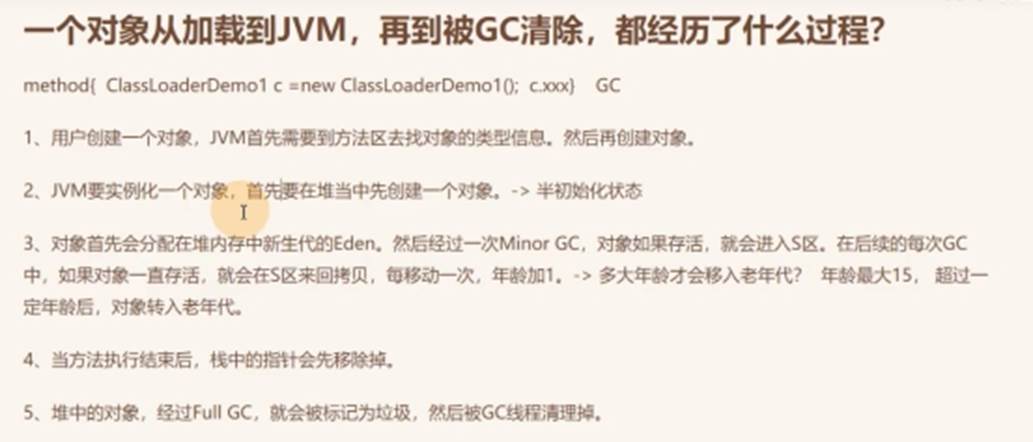 一个对象从加载到JVM，再到被GC清除，都经历了什么过程？
method{  ClassLoaderDemo1 c =new ClassLoaderDemo1();  c.xxx}    GC
1、用户创建一个对象，JVM首先需要到方法区去找对象的类型信息。然后再创建对象。
2、JVM要实例化一个对象，首先要在堆当中先创建一个对象。-> 半初始化状态
3、对象首先会分配在堆内存中新生代的Eden。然后经过一次Minor GC，对象如果存活，就会进入S区。在后续的每次GC
中，如果对象一直存活，就会在S区来回拷贝，每移动一次，年龄加1。-> 多大年龄才会移入老年代？  年龄最大15， 超过一
定年龄后，对象转入老年代。
4、当方法执行结束后，栈中的指针会先移除掉。
5、堆中的对象，经过Full GC，就会被标记为垃圾，然后被GC线程清理掉。